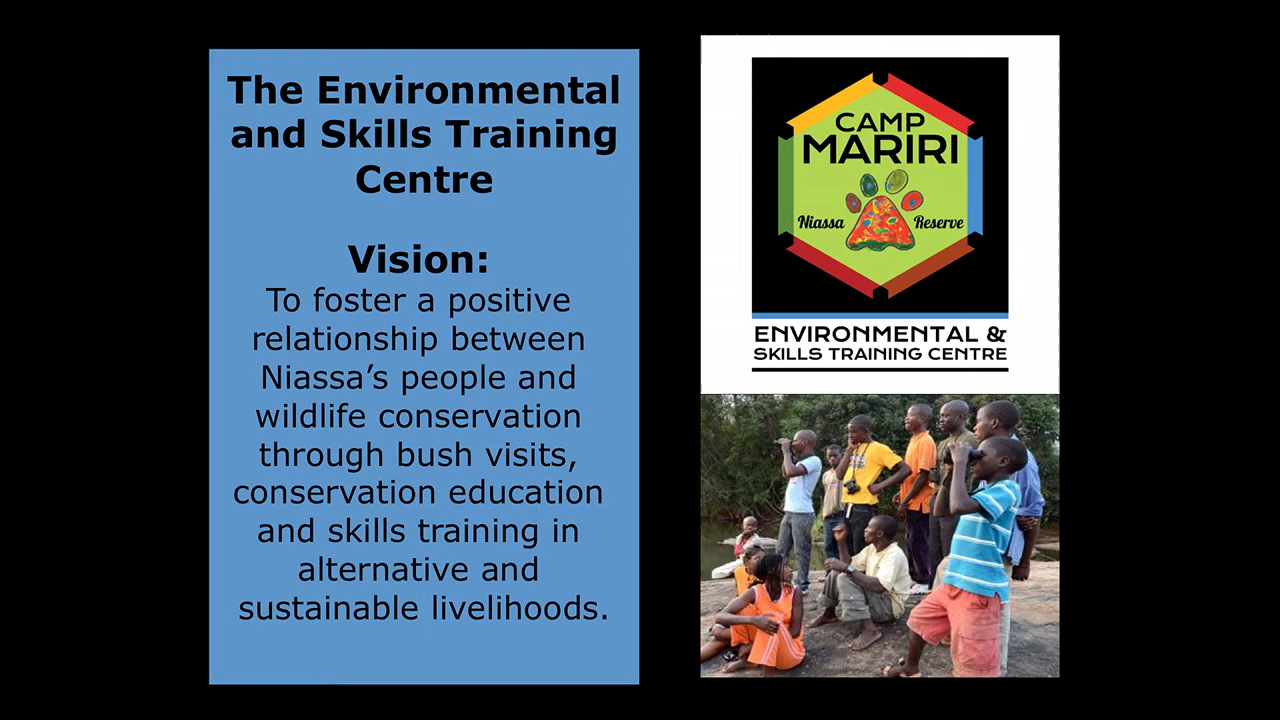 The Environmental
and Skills Training
Centre
Vision:
To foster a positive
relationship between
Niassa’s people and
wildlife conservation
through bush visits,
conservation education
and skills training in
alternative and
sustainable livelihoods.
CAMP
MARIRI
Niassa Reserve
ENVIRONMENTAL &
SKILLS TRAINING CENTRE